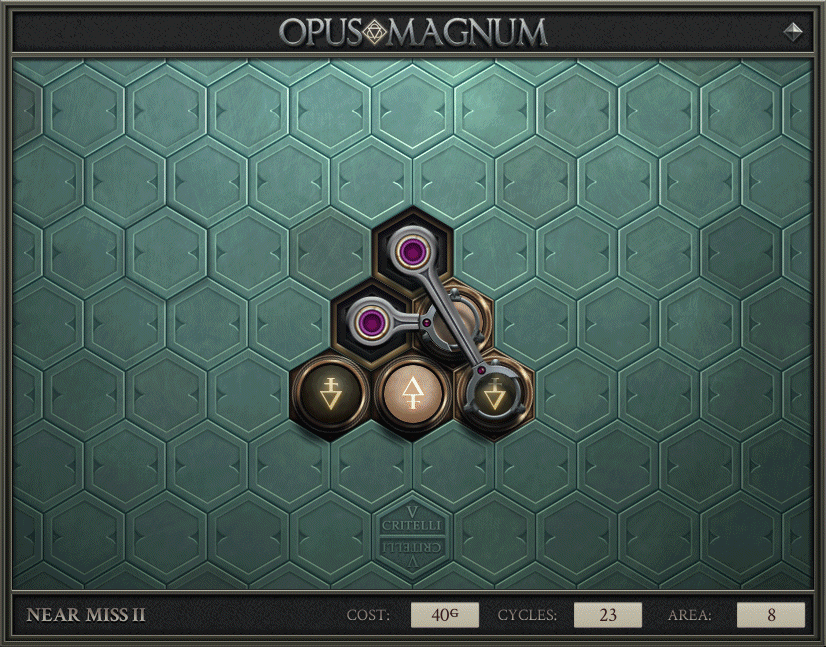 OPUS MAGNUM
V
CRITELLI
CRITELLI
V
NEAR MISS II
COST: 40G CYCLES: 23 AREA: 8